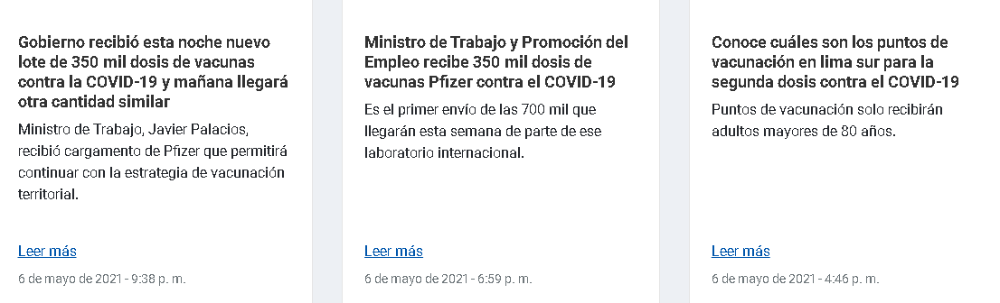 Gobierno recibió esta noche nuevo
lote de 350 mil dosis de vacunas
contra la COVID-19 y mañana llegará
otra cantidad similar
Ministro de Trabajo, Javier Palacios,
recibió cargamento de Pfizer que permitirá
continuar con la estrategia de vacunación
territorial.
Leer más
6 de mayo de 2021 - 9:38 p. m.
Ministro de Trabajo y Promoción del
Empleo recibe 350 mil dosis de
vacunas Pfizer contra el COVID-19
Es el primer envío de las 700 mil que
llegarán esta semana de parte de ese
laboratorio internacional.
Leer más
6 de mayo de 2021 - 6:59 p. m.
Conoce cuáles son los puntos de
vacunación en lima sur para la
segunda dosis contra el COVID-19
Puntos de vacunación solo recibirán
adultos mayores de 80 años.
Leer más
6 de mayo de 2021 - 4:46 p. m.